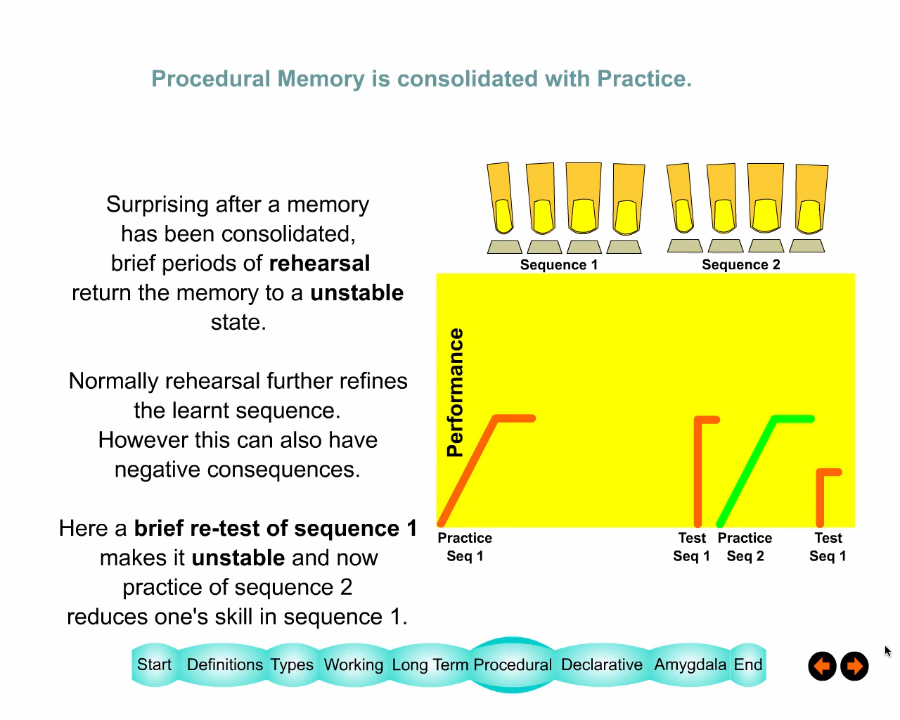 Procedural Memory is consolidated with Practice.
Surprising after a memory
has been consolidated,
brief periods of rehearsal
return the memory to a unstable
state.
Normally rehearsal further refines
the learnt sequence.
However this can also have
negative consequences.
Here a brief re-test of sequence 1
makes it unstable and now
practice of sequence 2
reduces one's skill in sequence 1.
Sequence 1
Sequence 2
Performance
Practice
Seq 1
Test
Seq 1
Practice
Seq 2
Test
Seq 1
Start Definitions Types Working Long Term Procedural Declarative Amygdala End